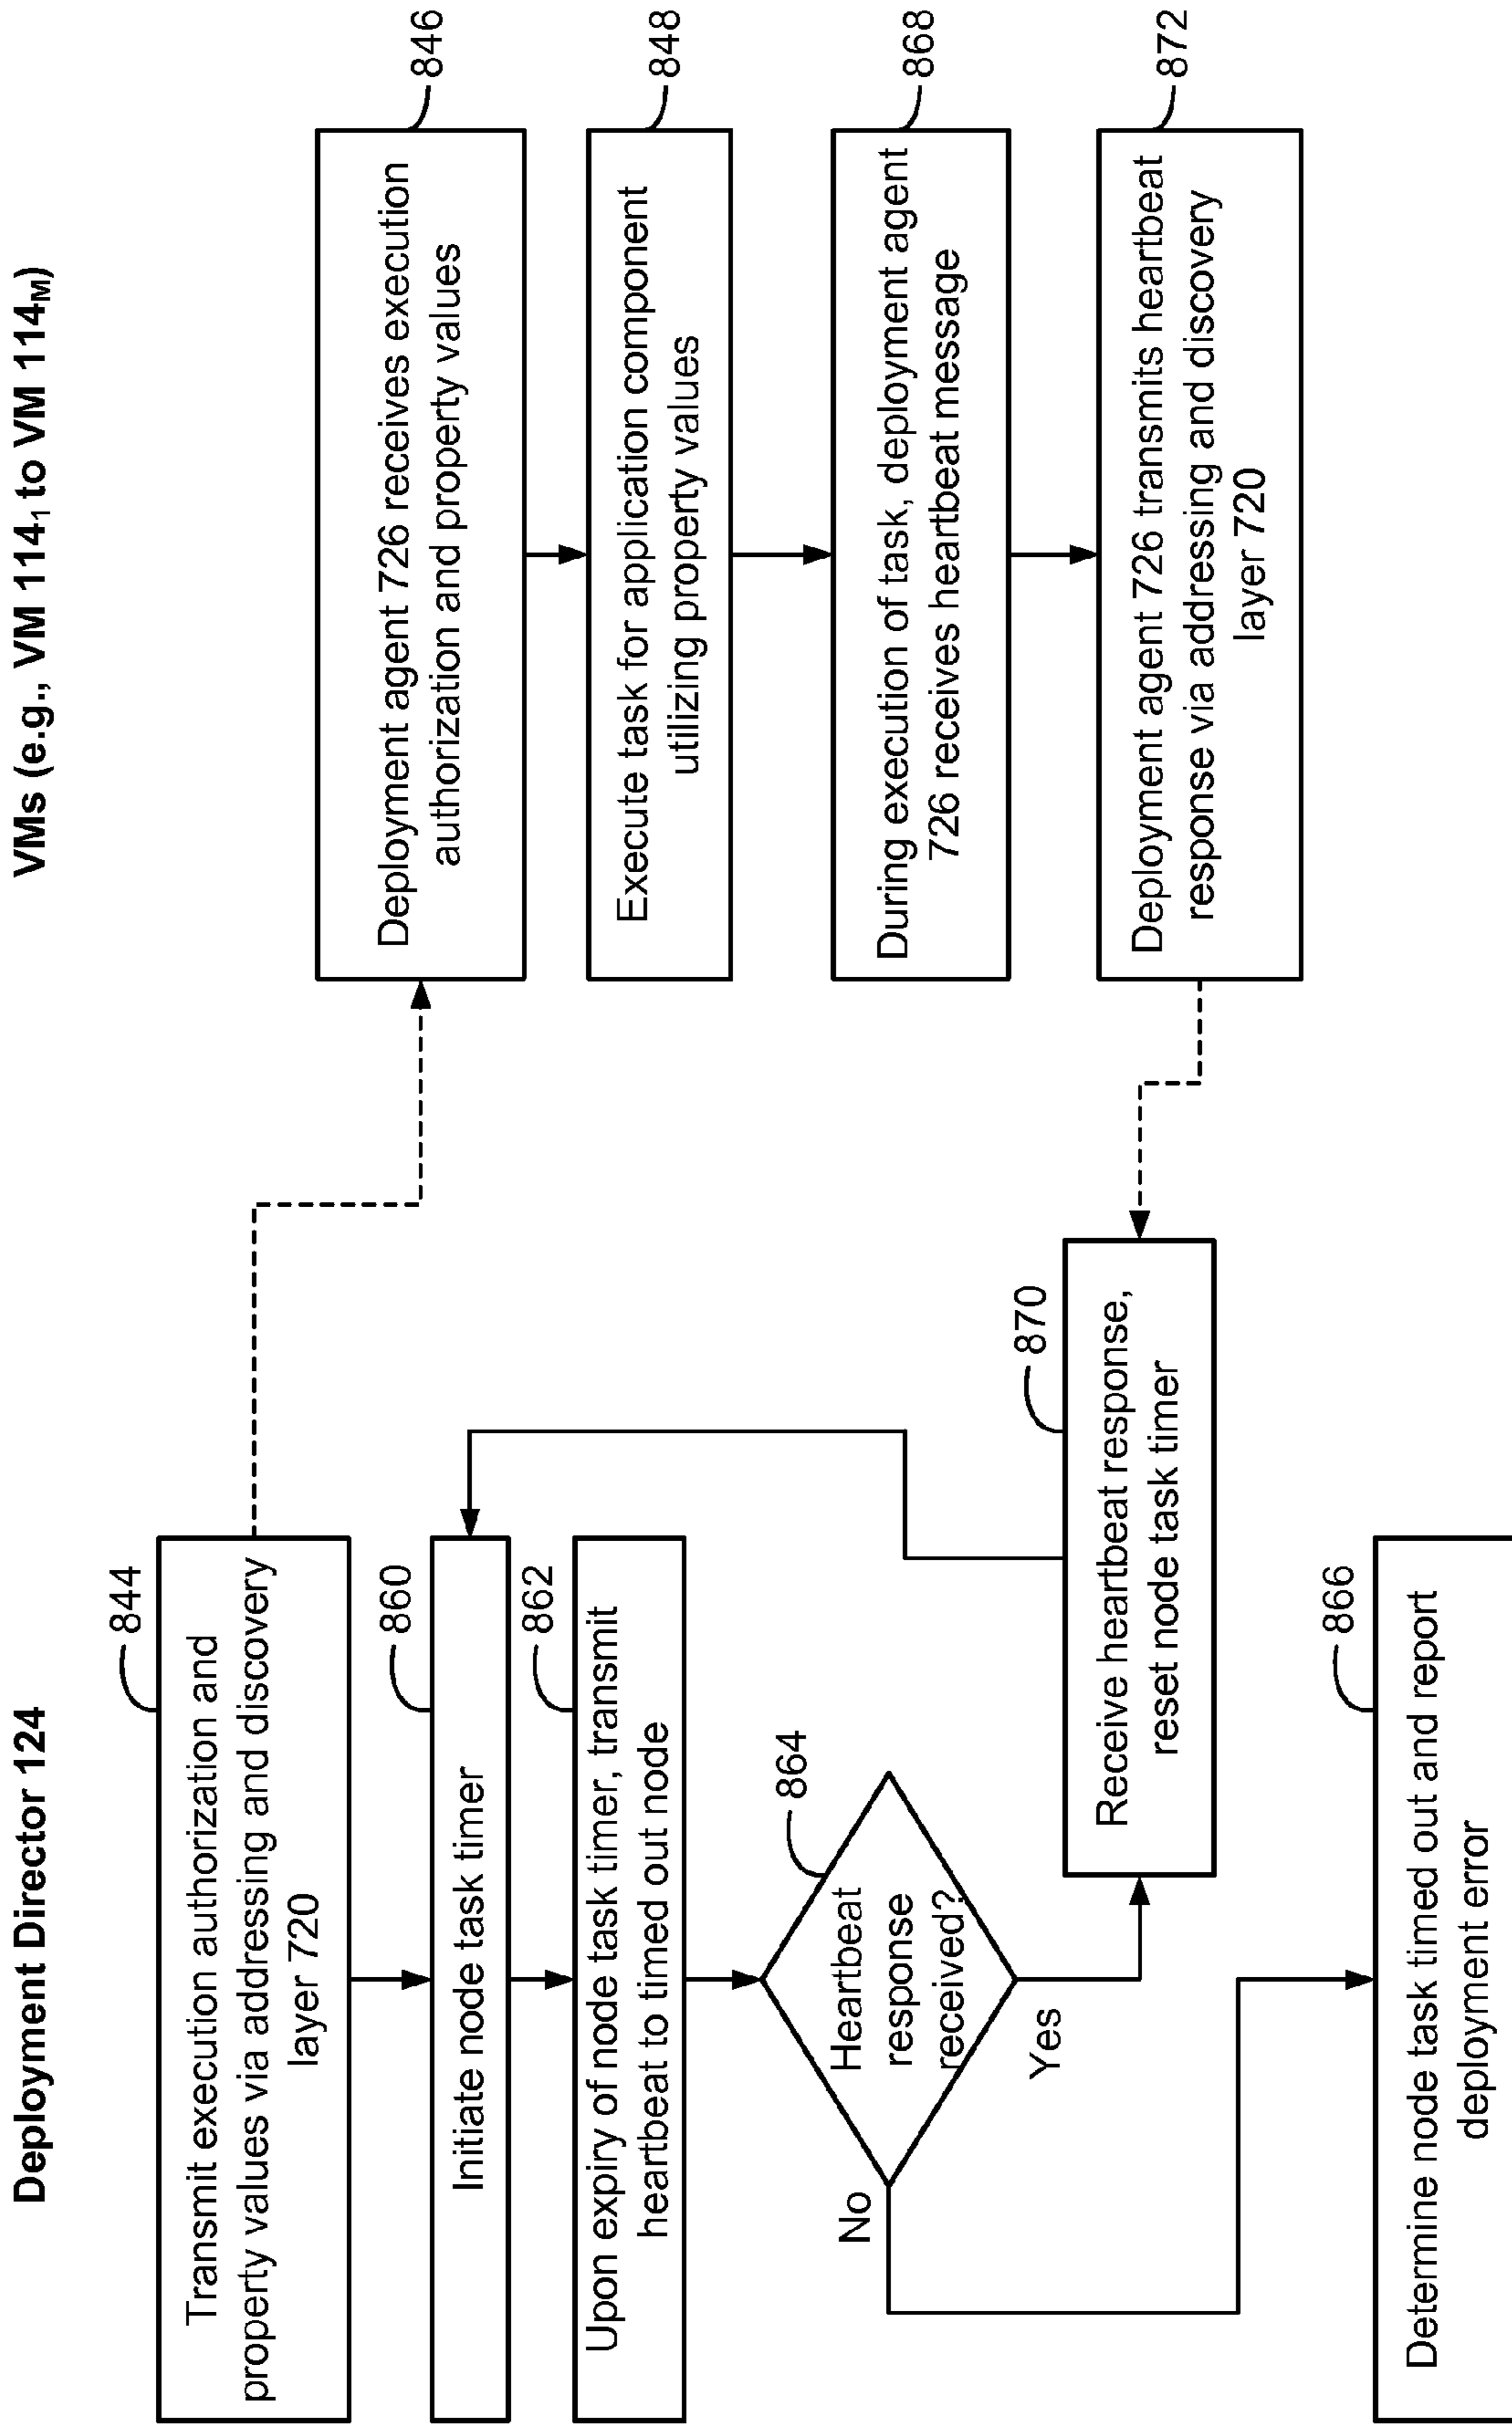 Deployment Director 124
844
Transmit execution authorization and
property values via addressing and discovery
layer 720
860
Initiate node task timer
862
Upon expiry of node task timer, transmit
heartbeat to timed out node
864
Heartbeat
response
received?
No
Yes
870
Receive heartbeat response,
reset node task timer
866
Determine node task timed out and report
deployment error
VMs (e.g., VM 114₁ to VM 114M)
846
Deployment agent 726 receives execution
authorization and property values
848
Execute task for application component
utilizing property values
868
During execution of task, deployment agent
726 receives heartbeat message
872
Deployment agent 726 transmits heartbeat
response via addressing and discovery
layer 720